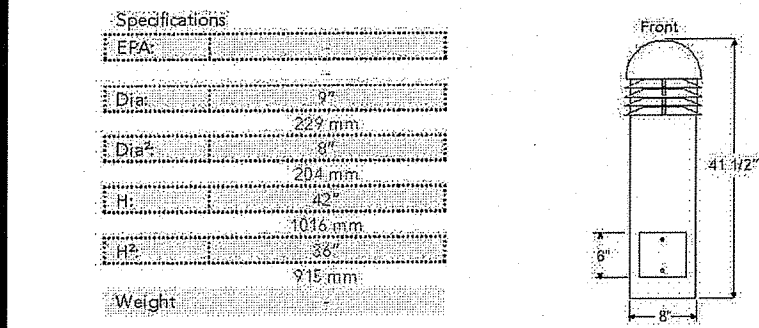 Specifications
EPA: -
-
Dia: 9"
229 mm
Dia²: 8"
204 mm
H: 42"
1016 mm
H²: 36"
915 mm
Weight -
Front
41 1/2"
6"
8"